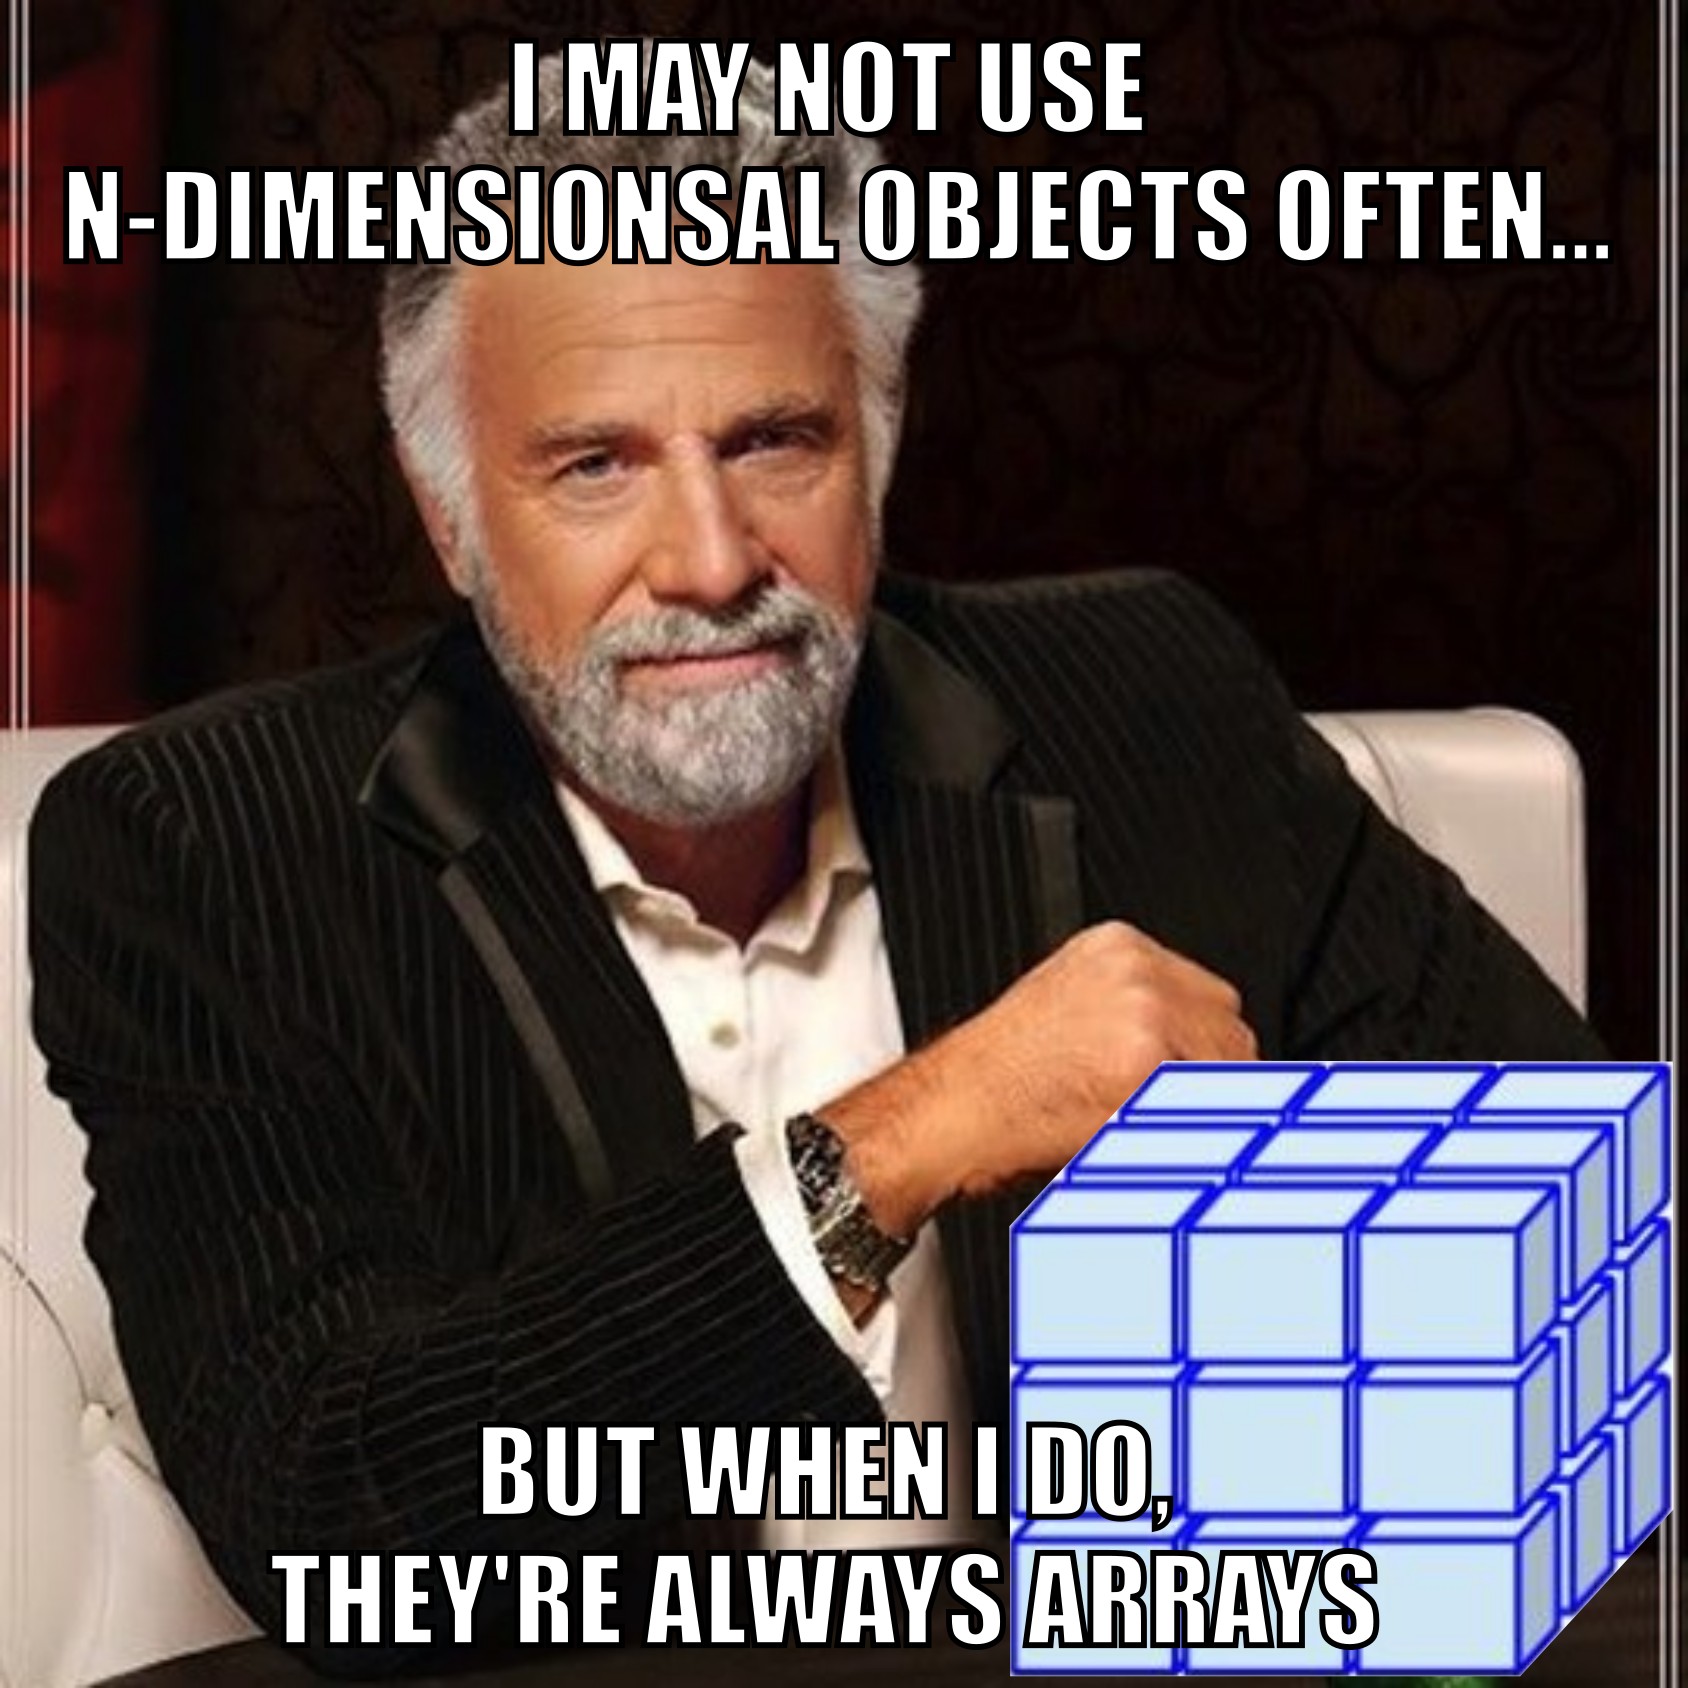 I MAY NOT USE
N-DIMENSIONSAL OBJECTS OFTEN...
BUT WHEN I DO,
THEY'RE ALWAYS ARRAYS